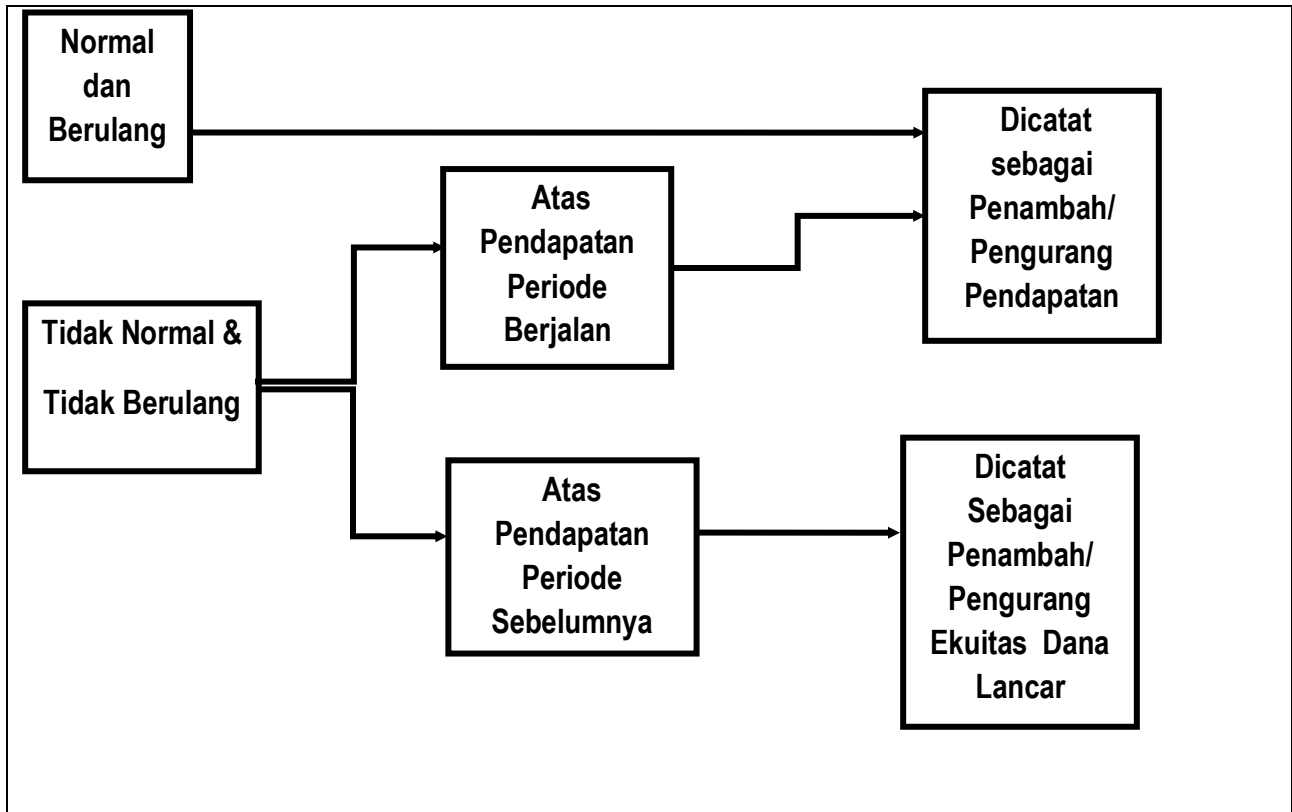 Normal
dan
Berulang
Dicatat
sebagai
Penambah/
Pengurang
Pendapatan
Atas
Pendapatan
Periode
Berjalan
Tidak Normal &
Tidak Berulang
Atas
Pendapatan
Periode
Sebelumnya
Dicatat
Sebagai
Penambah/
Pengurang
Ekuitas Dana
Lancar